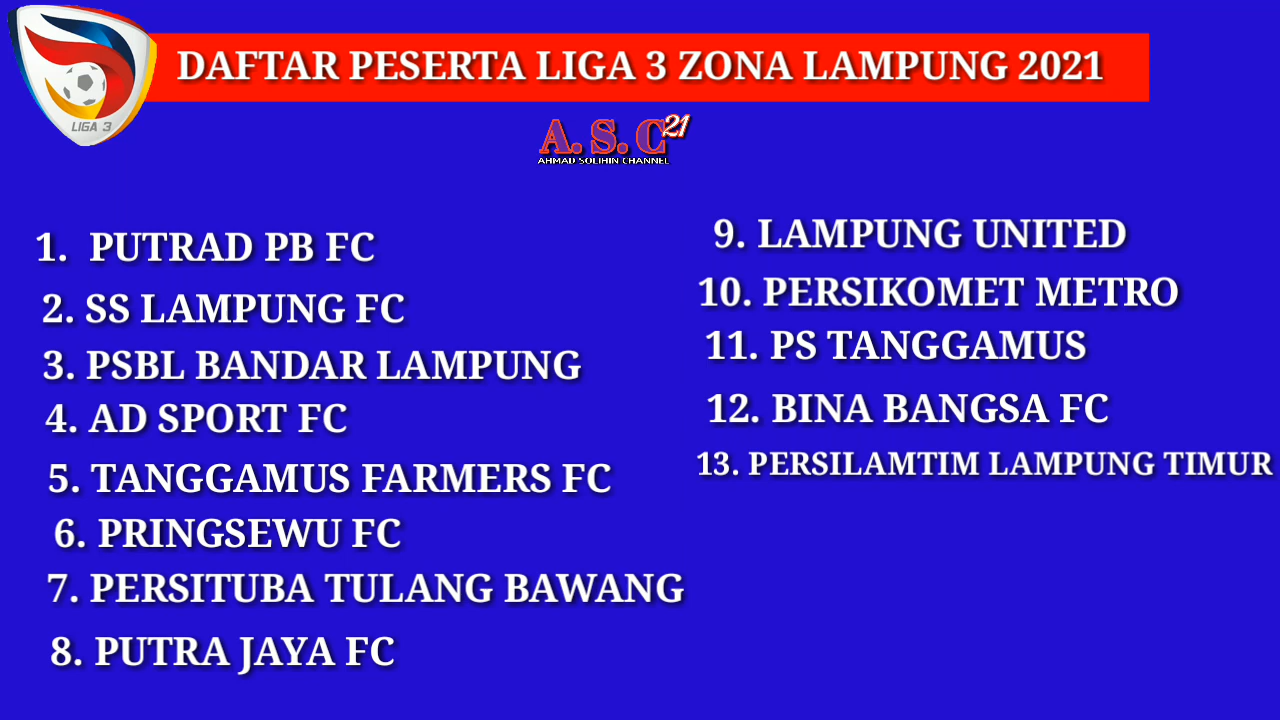 DAFTAR PESERTA LIGA 3 ZONA LAMPUNG 2021
LIGA 3
A. S. C 21
AHMAD SOLIHIN CHANNEL
1. PUTRAD PB FC
2. SS LAMPUNG FC
3. PSBL BANDAR LAMPUNG
4. AD SPORT FC
5. TANGGAMUS FARMERS FC
6. PRINGSEWU FC
7. PERSITUBA TULANG BAWANG
8. PUTRA JAYA FC
9. LAMPUNG UNITED
10. PERSIKOMET METRO
11. PS TANGGAMUS
12. BINA BANGSA FC
13. PERSILAMTIM LAMPUNG TIMUR